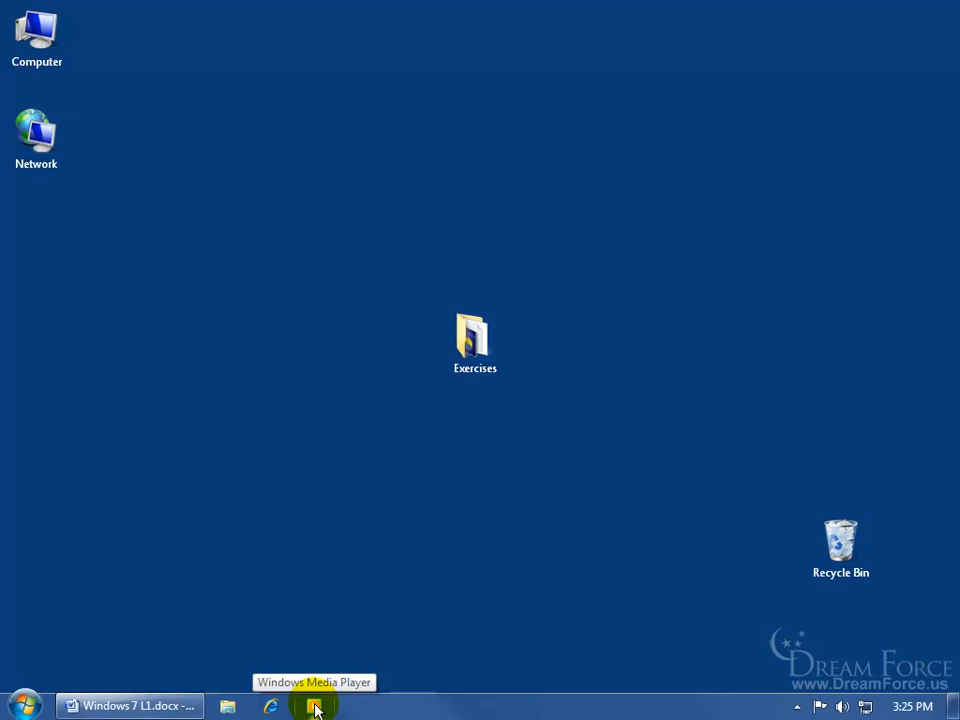 Computer
Network
Exercises
Recycle Bin
DREAM FORCE
www.DreamForce.us
Windows Media Player
Windows 7 L1.docx -...
3:25 PM